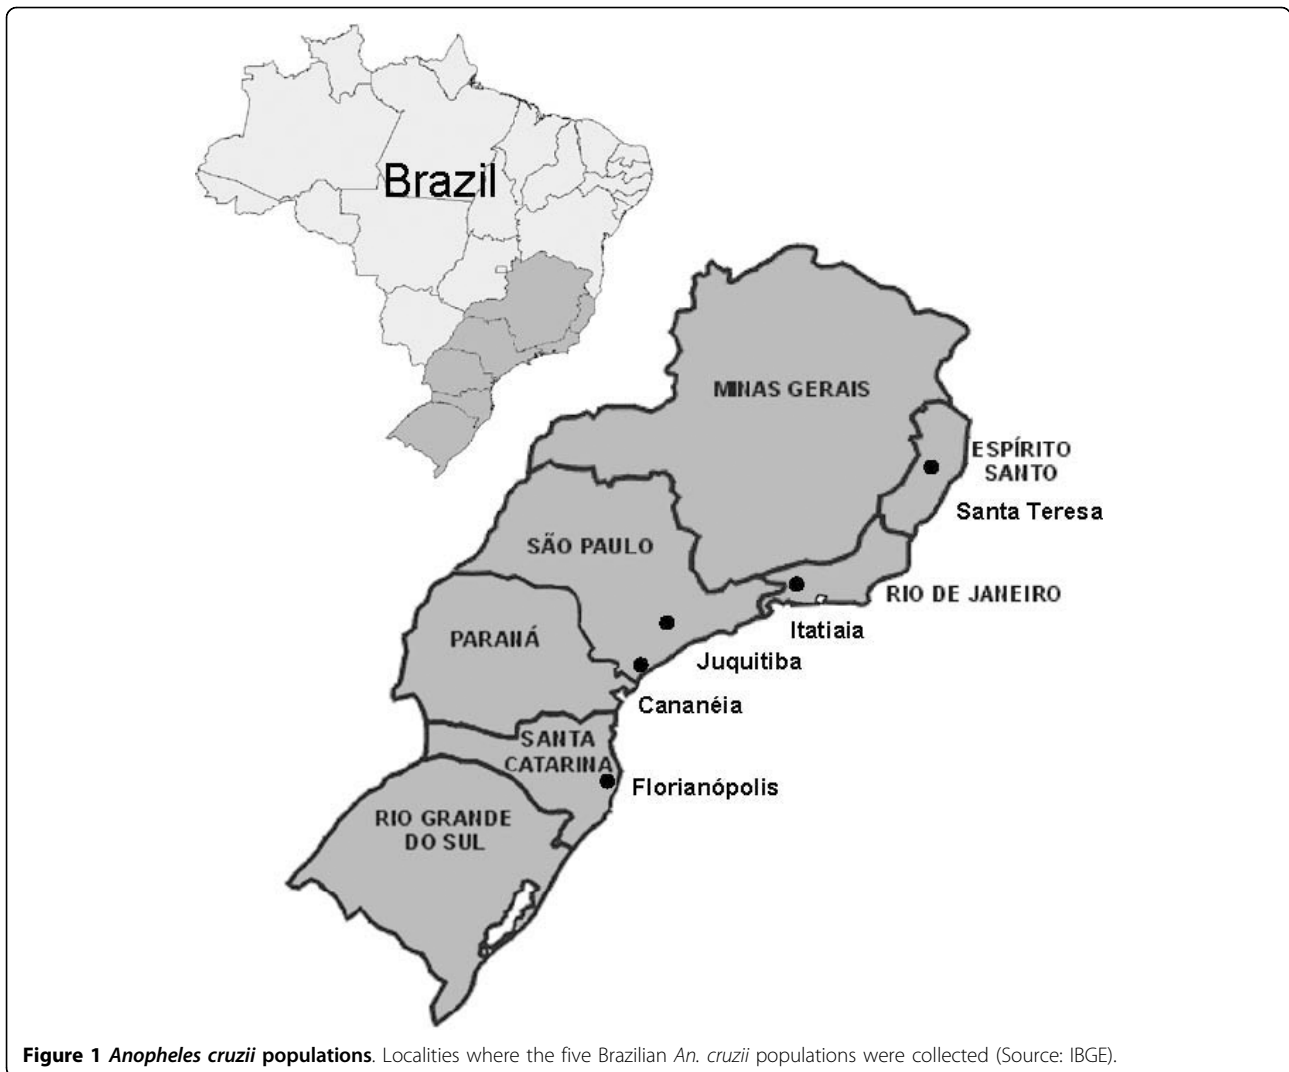 Brazil
MINAS GERAIS
ESPÍRITO
SANTO
Santa Teresa
SÃO PAULO
RIO DE JANEIRO
Itatiaia
PARANÁ
Juquitiba
Cananéia
SANTA
CATARINA
Florianópolis
RIO GRANDE
DO SUL
Figure 1 Anopheles cruzii populations. Localities where the five Brazilian An. cruzii populations were collected (Source: IBGE).